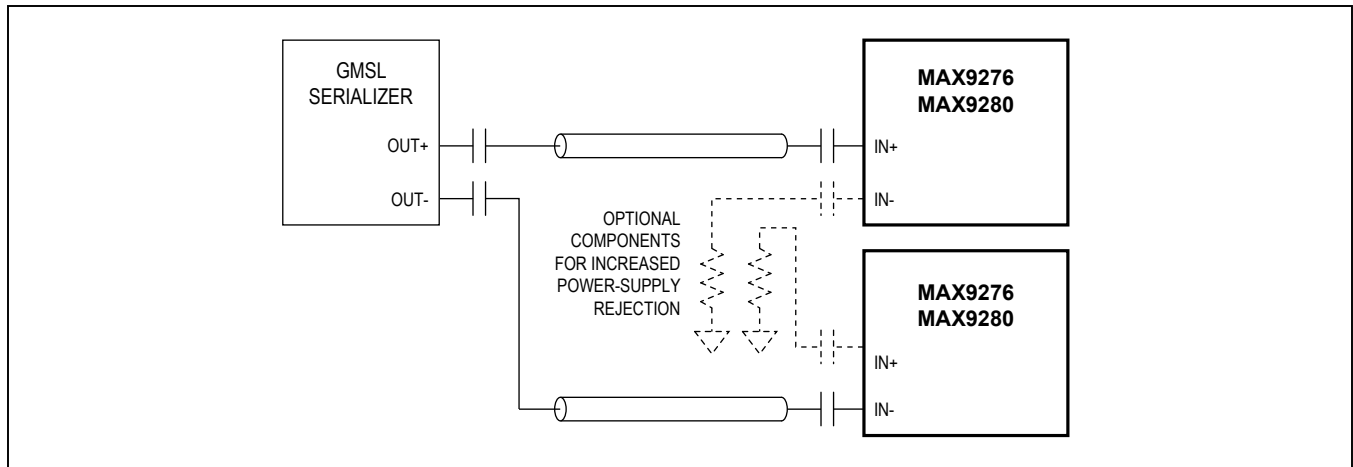 GMSL
SERIALIZER
OUT+
OUT-
MAX9276
MAX9280
IN+
IN-
OPTIONAL
COMPONENTS
FOR INCREASED
POWER-SUPPLY
REJECTION
MAX9276
MAX9280
IN+
IN-